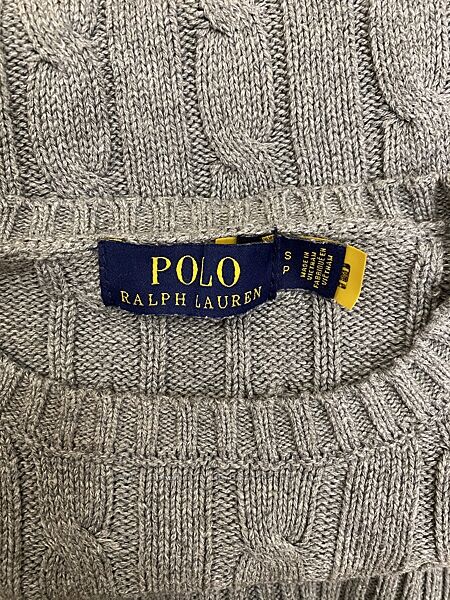 POLO
RALPH LAUREN
S
P
MADE IN
VIETNAM
FABRIQUÉ EN
VIETNAM